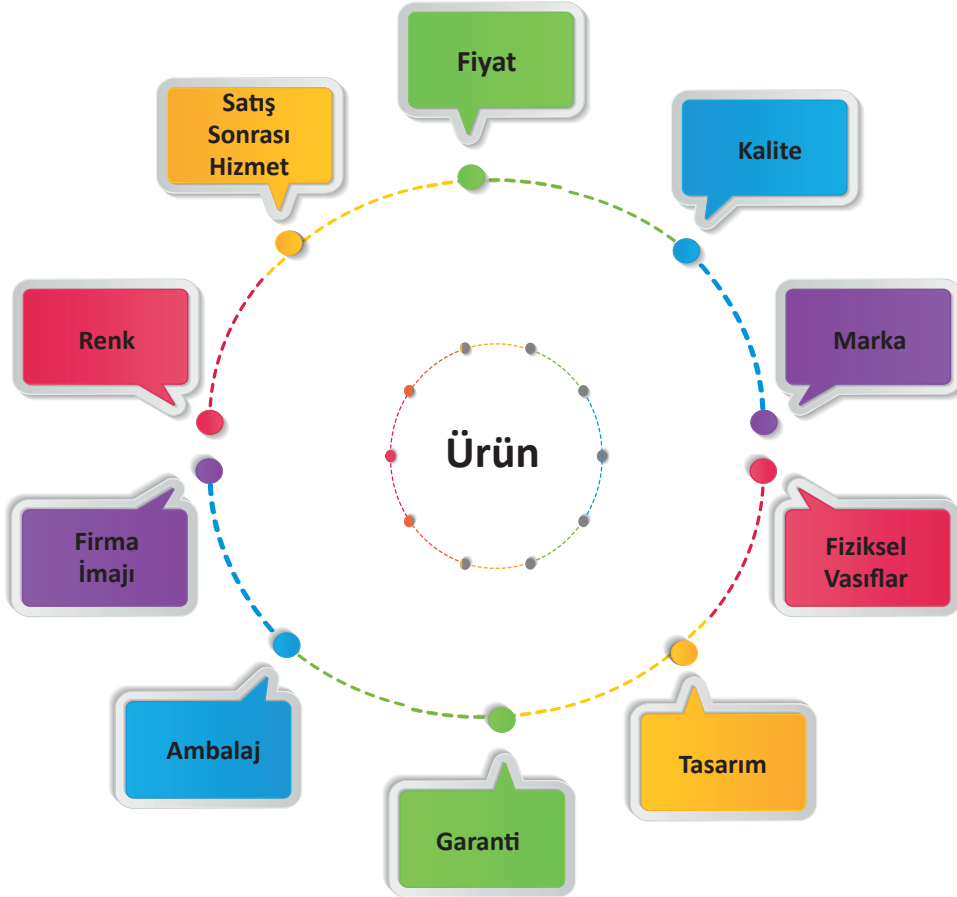 Fiyat
Kalite
Marka
Fiziksel
Vasıflar
Tasarım
Garanti
Ambalaj
Firma
İmajı
Renk
Satış
Sonrası
Hizmet
Ürün